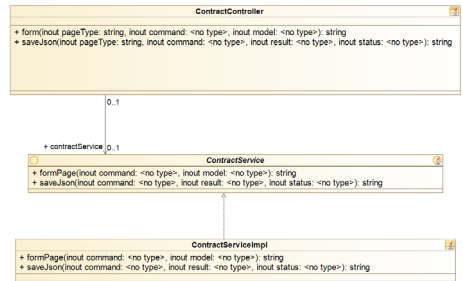 ContractController
+ form(inout pageType: string, inout command: <no type>, inout model: <no type>): string
+ saveJson(inout pageType: string, inout command: <no type>, inout result: <no type>, inout status: <no type>): string
0..1
+ contractService 0..1
ContractService
+ formPage(inout command: <no type>, inout model: <no type>): string
+ saveJson(inout command: <no type>, inout result: <no type>, inout status: <no type>): string
ContractServiceImpl
+ formPage(inout command: <no type>, inout model: <no type>): string
+ saveJson(inout command: <no type>, inout result: <no type>, inout status: <no type>): string